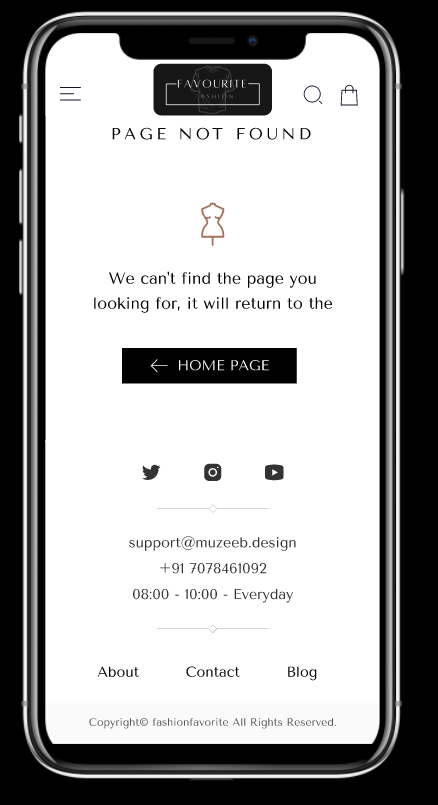 FAVOURITE
FASHION
PAGE NOT FOUND
We can't find the page you
looking for, it will return to the
HOME PAGE
support@muzeeb.design
+91 7078461092
08:00 - 10:00 - Everyday
About Contact Blog
Copyright© fashionfavorite All Rights Reserved.